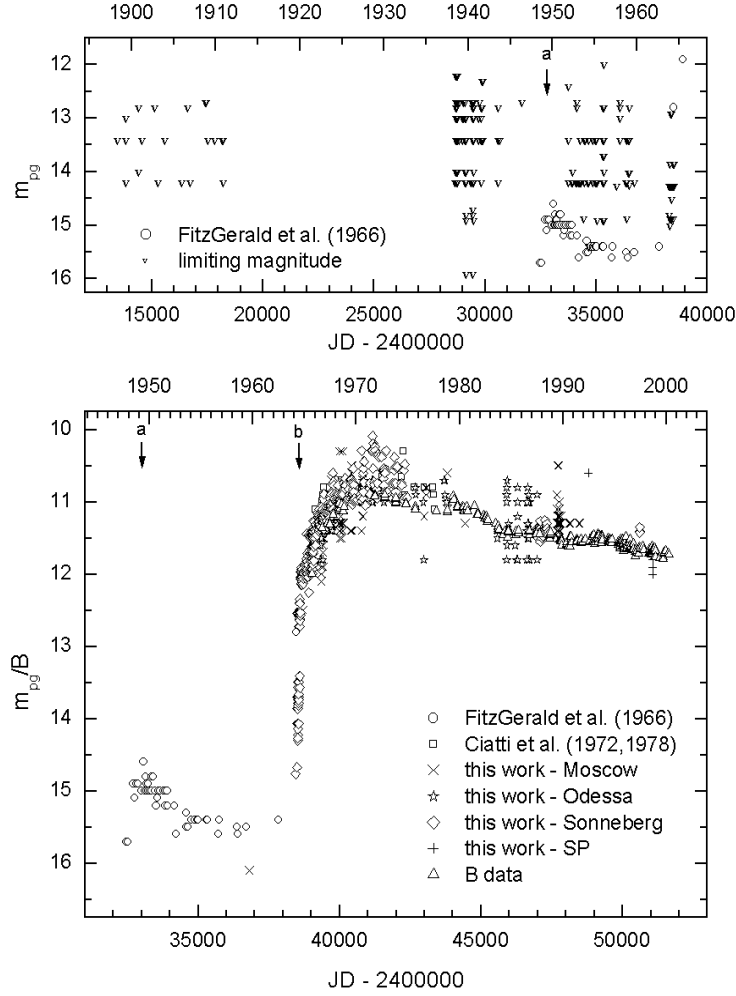 1900 1910 1920 1930 1940 1950 1960
12
13
14
15
16
m_pg
a
FitzGerald et al. (1966)
limiting magnitude
15000 20000 25000 30000 35000 40000
JD - 2400000
1950 1960 1970 1980 1990 2000
10
11
12
13
14
15
16
m_pg/B
a b
FitzGerald et al. (1966)
Ciatti et al. (1972,1978)
this work - Moscow
this work - Odessa
this work - Sonneberg
this work - SP
B data
35000 40000 45000 50000
JD - 2400000